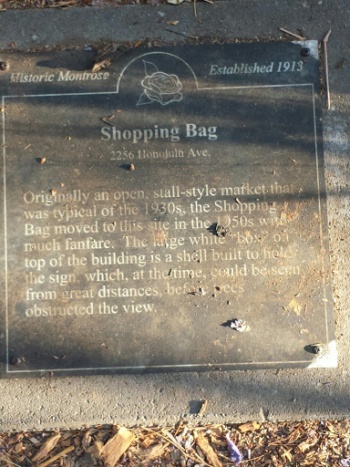 Historic Montrose
Established 1913
Shopping Bag
2256 Honolulu Ave.
Originally an open, stall-style market that
was typical of the 1930s, the Shopping
Bag moved to this site in the 1950s with
much fanfare. The large white "box" on
top of the building is a shell built to hold
the sign, which, at the time, could be seen
from great distances, before trees
obstructed the view.